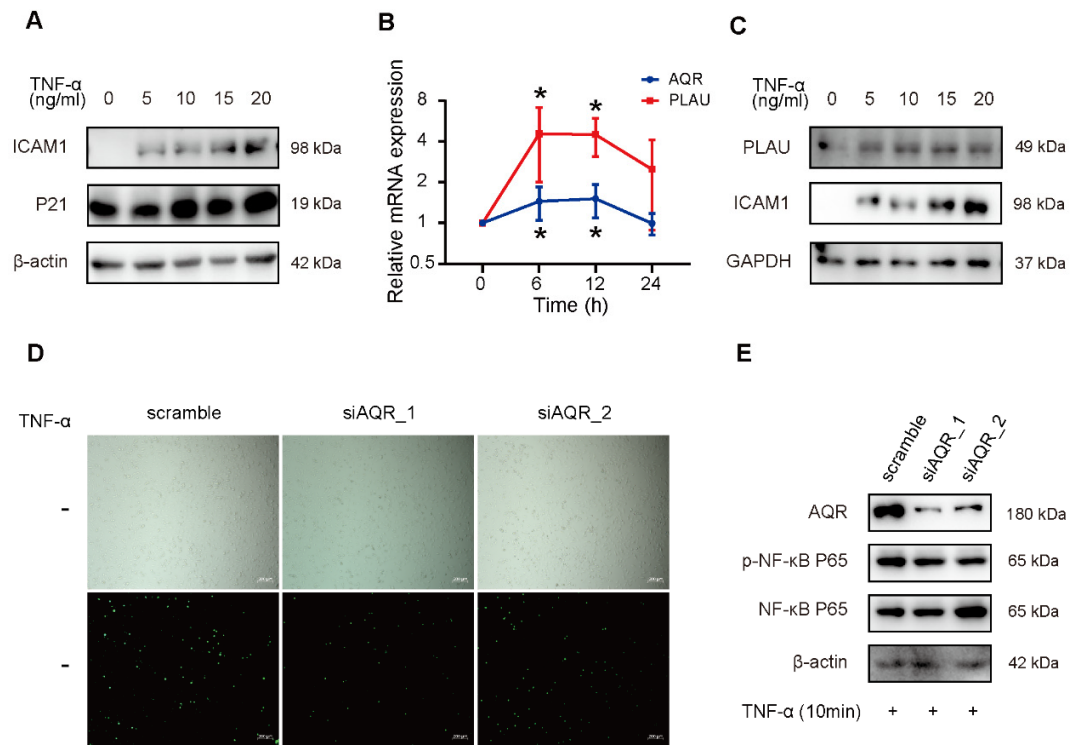 A
TNF-α
(ng/ml)
0 5 10 15 20
ICAM1 98 kDa
P21 19 kDa
β-actin 42 kDa
B
AQR
PLAU
Relative mRNA expression
8
4
2
1
0.5
* *
* *
0 6 12 24
Time (h)
C
TNF-α
(ng/ml)
0 5 10 15 20
PLAU 49 kDa
ICAM1 98 kDa
GAPDH 37 kDa
D
TNF-α scramble siAQR_1 siAQR_2
-
-
E
scramble siAQR_1 siAQR_2
AQR 180 kDa
p-NF-κB P65 65 kDa
NF-κB P65 65 kDa
β-actin 42 kDa
TNF-α (10min) + + +